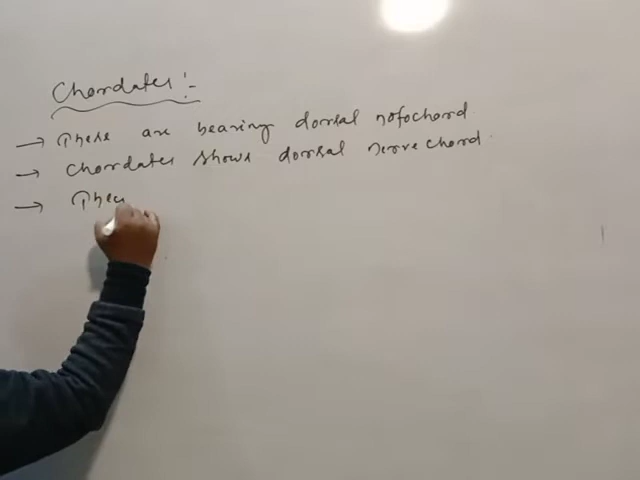 Chordates :-
→ These are bearing dorsal notochord
→ Chordates shows dorsal nerve chord.
→ Thes